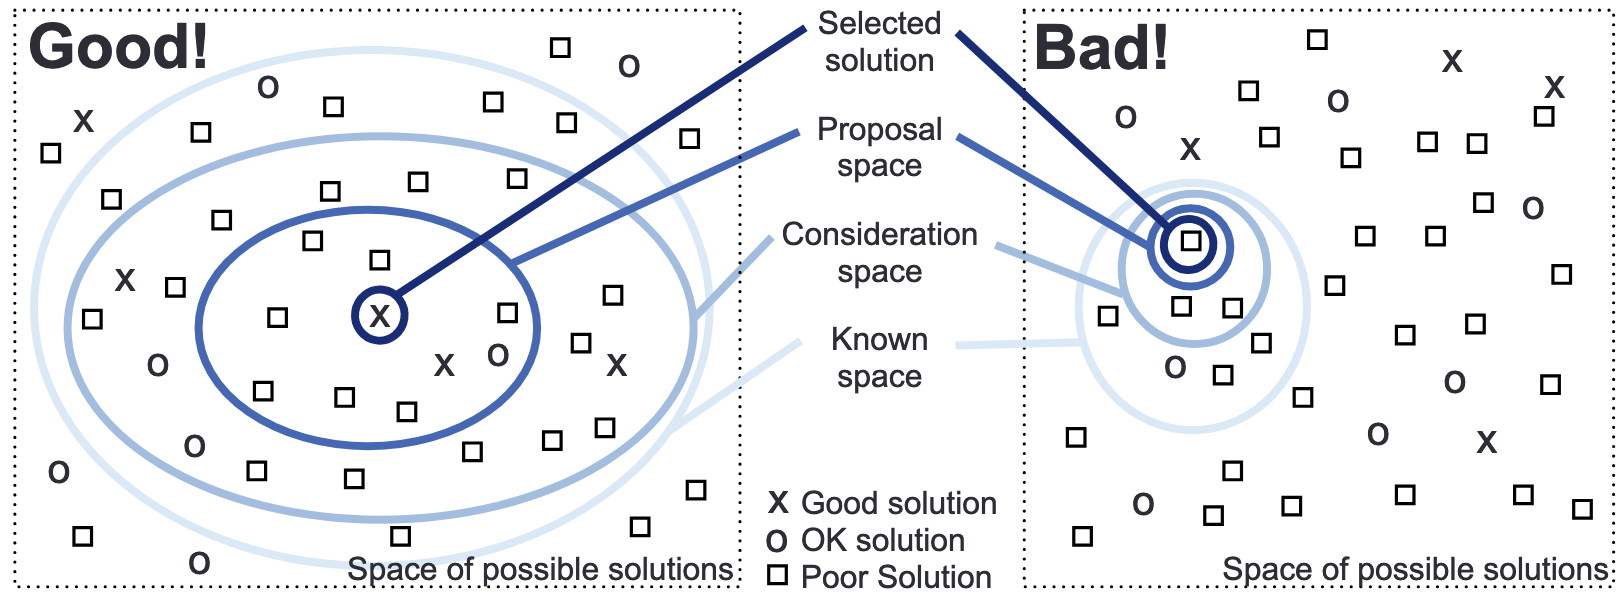 Good!
Selected
solution
Proposal
space
Consideration
space
Known
space
X Good solution
O OK solution
Poor Solution
Space of possible solutions
Bad!
Space of possible solutions